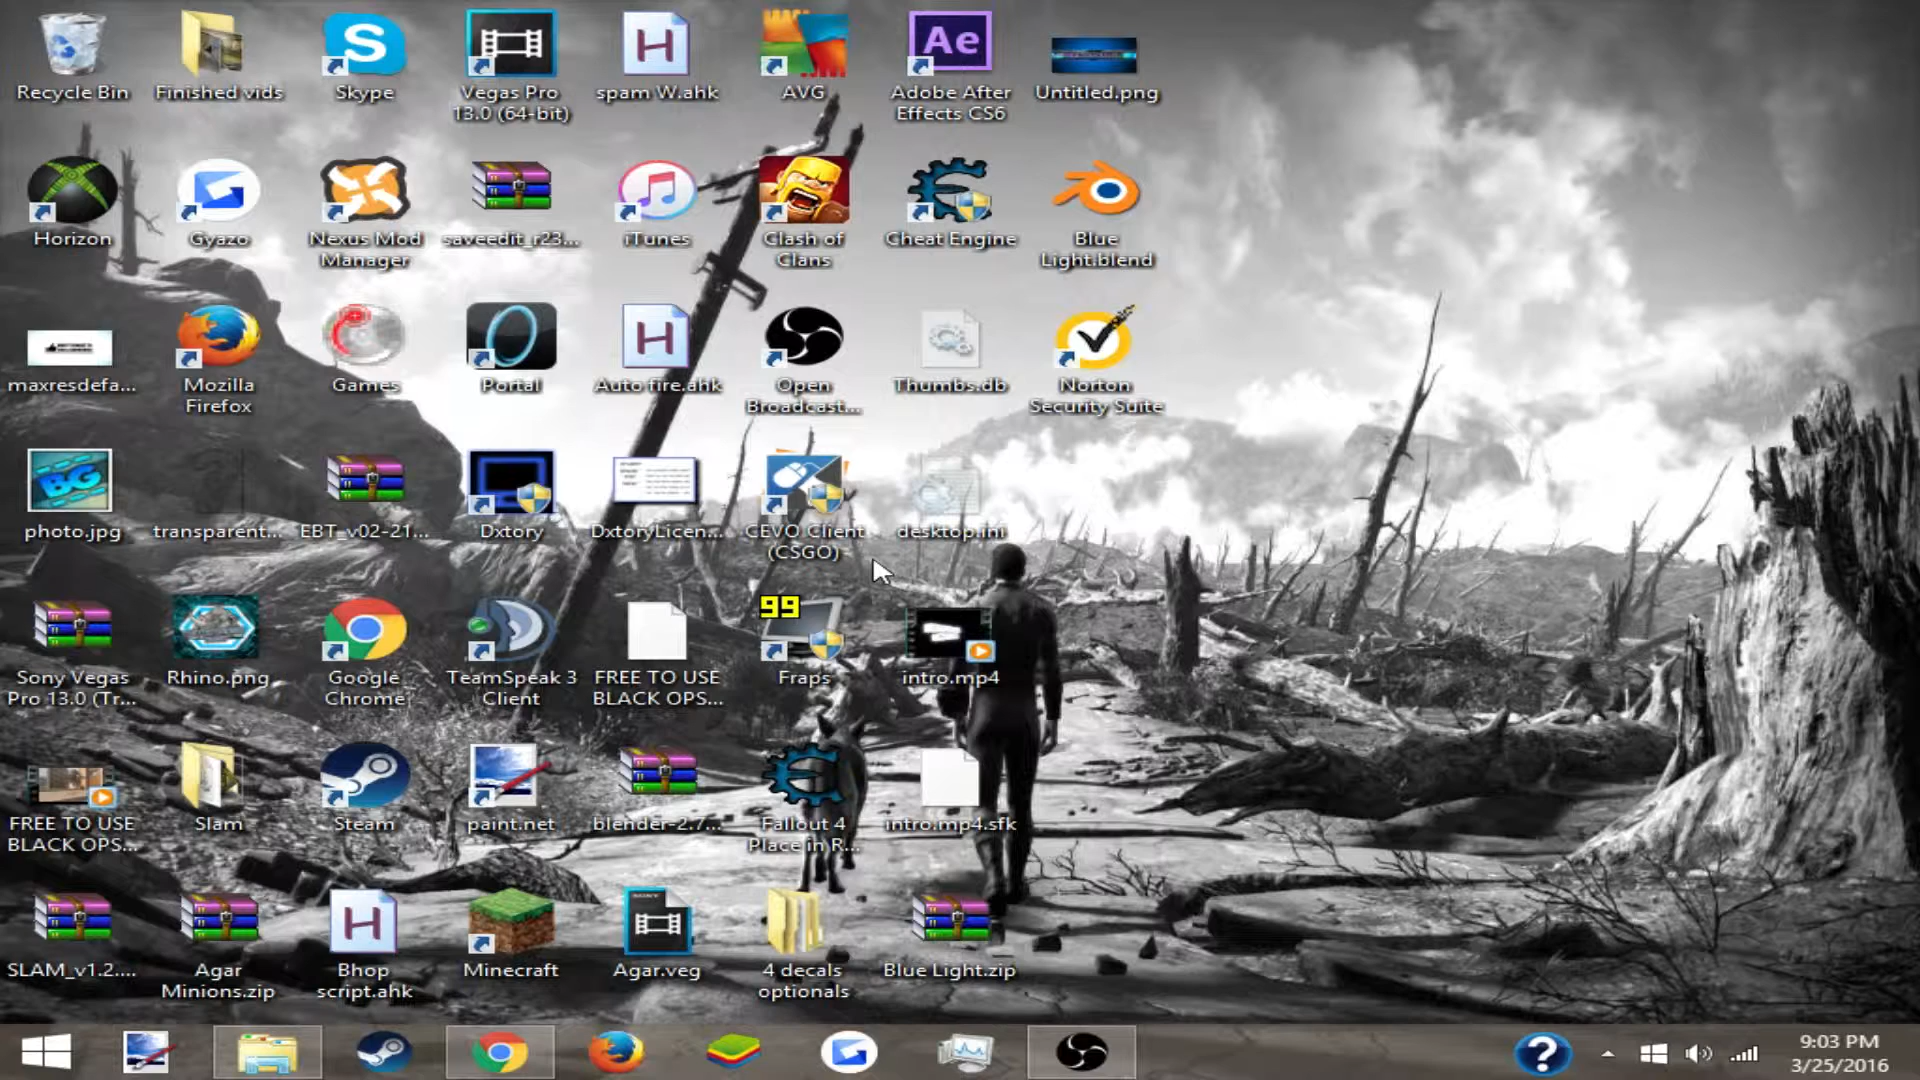 Recycle Bin
Finished vids
Skype
Vegas Pro
13.0 (64-bit)
spam W.ahk
AVG
Ae
Adobe After
Effects CS6
Untitled.png
Horizon
Gyazo
Nexus Mod
Manager
saveedit_r23...
iTunes
Clash of
Clans
Cheat Engine
Blue
Light.blend
maxresdefa...
Mozilla
Firefox
Games
Portal
Auto fire.ahk
Open
Broadcast...
Thumbs.db
Norton
Security Suite
BG
photo.jpg
transparent...
EBT_v02-21...
Dxtory
DxtoryLicen...
CEVO Client
(CSGO)
desktop.ini
Sony Vegas
Pro 13.0 (Tr...
Rhino.png
Google
Chrome
TeamSpeak 3
Client
FREE TO USE
BLACK OPS...
99
Fraps
intro.mp4
FREE TO USE
BLACK OPS...
Slam
Steam
paint.net
blender-2.7...
Fallout 4
Place in R...
intro.mp4.sfk
SLAM_v1.2....
Agar
Minions.zip
Bhop
script.ahk
Minecraft
Agar.veg
4 decals
optionals
Blue Light.zip
9:03 PM
3/25/2016